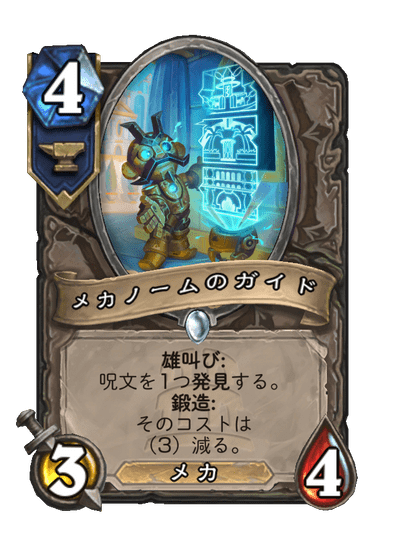 4
メカノームのガイド
雄叫び:
呪文を1つ発見する。
鍛造:
そのコストは
（3）減る。
メカ
3
4